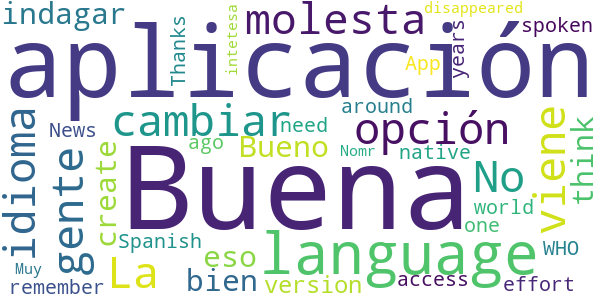 indagar
molesta
disappeared
spoken
aplicación
Thanks
intetesa
App
years
idioma
News
gente
create
cambiar
ago
around
need
Bueno
opción
native
Nomr
No
viene
think
Buena
world
one
Spanish
eso
language
WHO
Muy
remember
La
bien
version
access
effort